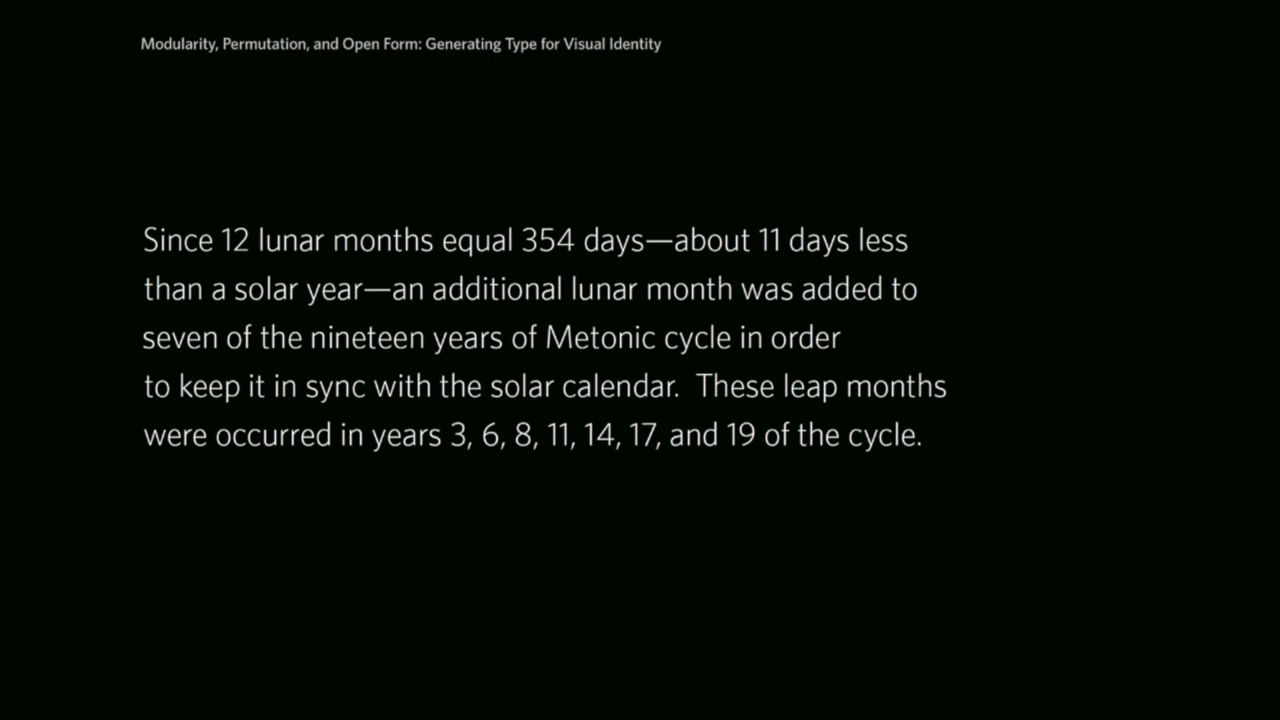 Modularity, Permutation, and Open Form: Generating Type for Visual Identity
Since 12 lunar months equal 354 days—about 11 days less
than a solar year—an additional lunar month was added to
seven of the nineteen years of Metonic cycle in order
to keep it in sync with the solar calendar.  These leap months
were occurred in years 3, 6, 8, 11, 14, 17, and 19 of the cycle.